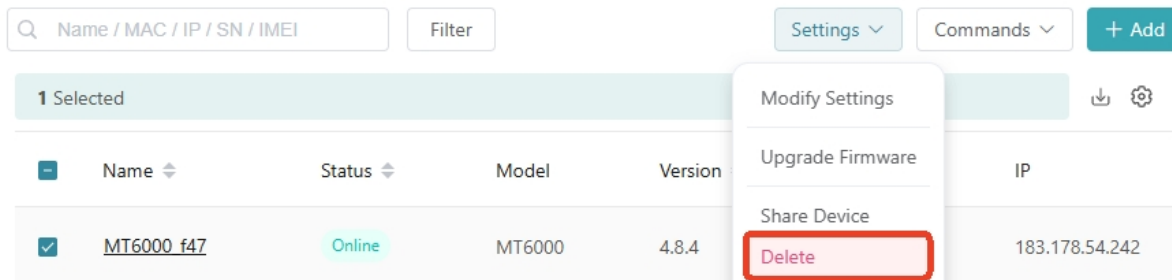 Name / MAC / IP / SN / IMEI Filter Settings Commands + Add
1 Selected
Modify Settings
Upgrade Firmware
Share Device
Delete
Name Status Model Version IP
MT6000_f47 Online MT6000 4.8.4 183.178.54.242